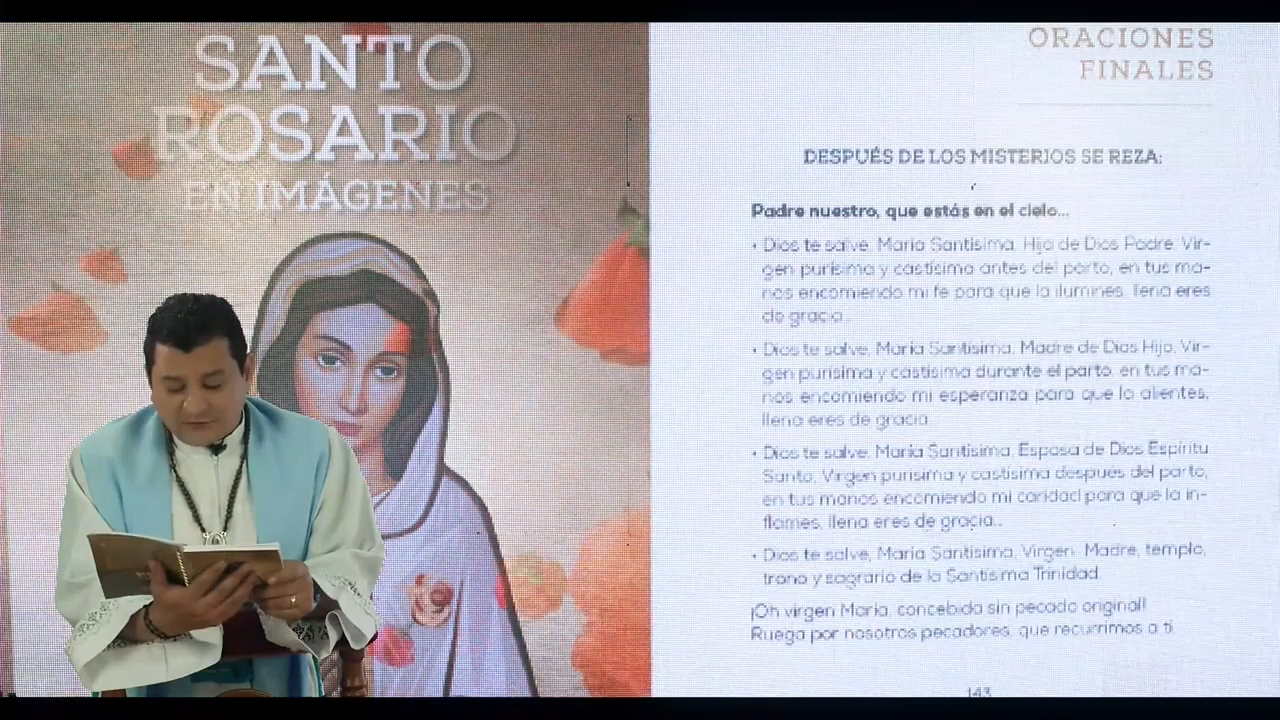 SANTO
ROSARIO
EN IMÁGENES
ORACIONES
FINALES
DESPUÉS DE LOS MISTERIOS SE REZA:
Padre nuestro, que estás en el cielo...
• Dios te salve, María Santísima, Hija de Dios Padre, Vir-
gen purísima y castísima antes del parto, en tus ma-
nos encomiendo mi fe para que la ilumines, llena eres
de gracia...
• Dios te salve, María Santísima, Madre de Dios Hijo, Vir-
gen purísima y castísima durante el parto, en tus ma-
nos encomiendo mi esperanza para que la alientes,
llena eres de gracia...
• Dios te salve, María Santísima, Esposa de Dios Espíritu
Santo, Virgen purísima y castísima después del parto,
en tus manos encomiendo mi caridad para que la in-
flames, llena eres de gracia...
• Dios te salve, María Santísima, Virgen, Madre, templo,
trono y sagrario de la Santísima Trinidad.
¡Oh virgen María, concebida sin pecado original!
Ruega por nosotros pecadores, que recurrimos a ti.
143